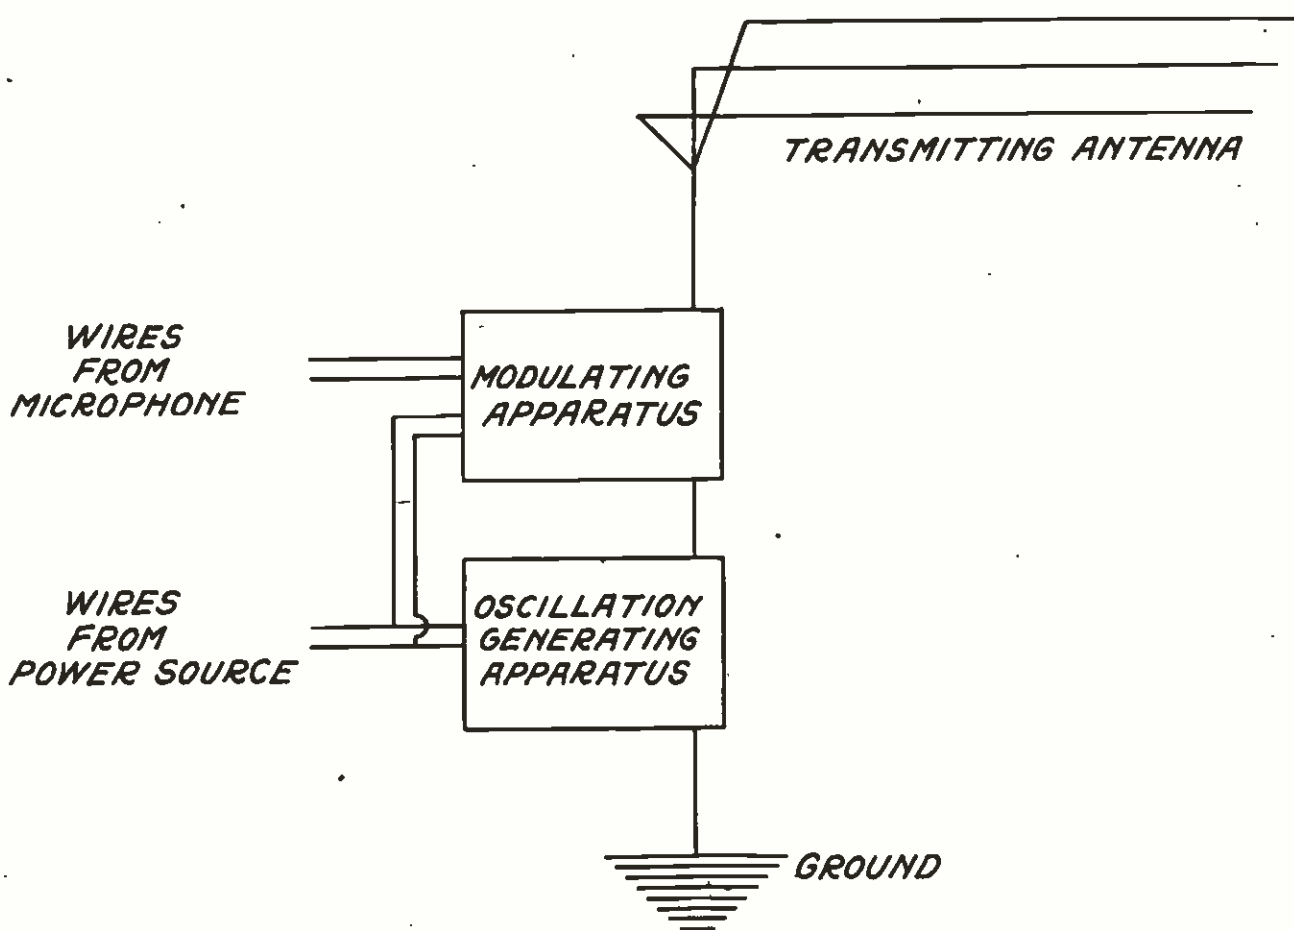 TRANSMITTING ANTENNA
WIRES
FROM
MICROPHONE
MODULATING
APPARATUS
WIRES
FROM
POWER SOURCE
OSCILLATION
GENERATING
APPARATUS
GROUND